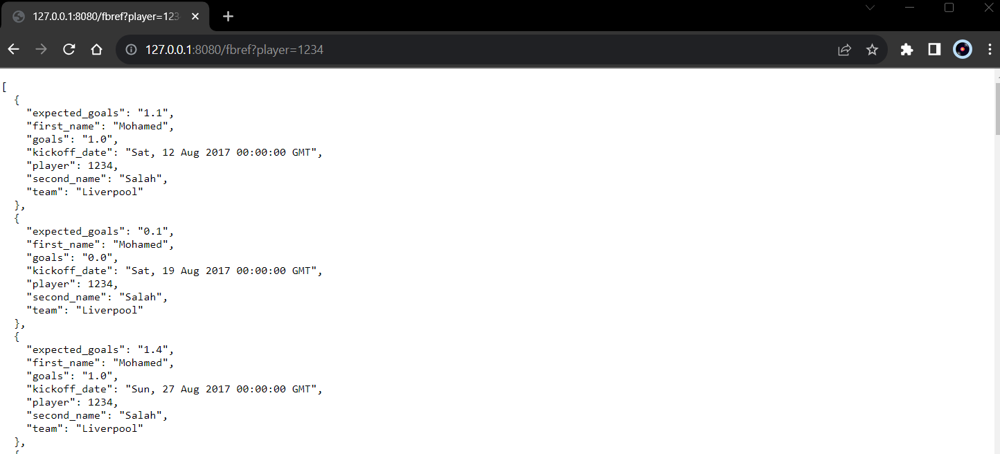 127.0.0.1:8080/fbref?player=123
127.0.0.1:8080/fbref?player=1234
[
  {
    "expected_goals": "1.1",
    "first_name": "Mohamed",
    "goals": "1.0",
    "kickoff_date": "Sat, 12 Aug 2017 00:00:00 GMT",
    "player": 1234,
    "second_name": "Salah",
    "team": "Liverpool"
  },
  {
    "expected_goals": "0.1",
    "first_name": "Mohamed",
    "goals": "0.0",
    "kickoff_date": "Sat, 19 Aug 2017 00:00:00 GMT",
    "player": 1234,
    "second_name": "Salah",
    "team": "Liverpool"
  },
  {
    "expected_goals": "1.4",
    "first_name": "Mohamed",
    "goals": "1.0",
    "kickoff_date": "Sun, 27 Aug 2017 00:00:00 GMT",
    "player": 1234,
    "second_name": "Salah",
    "team": "Liverpool"
  },
  {